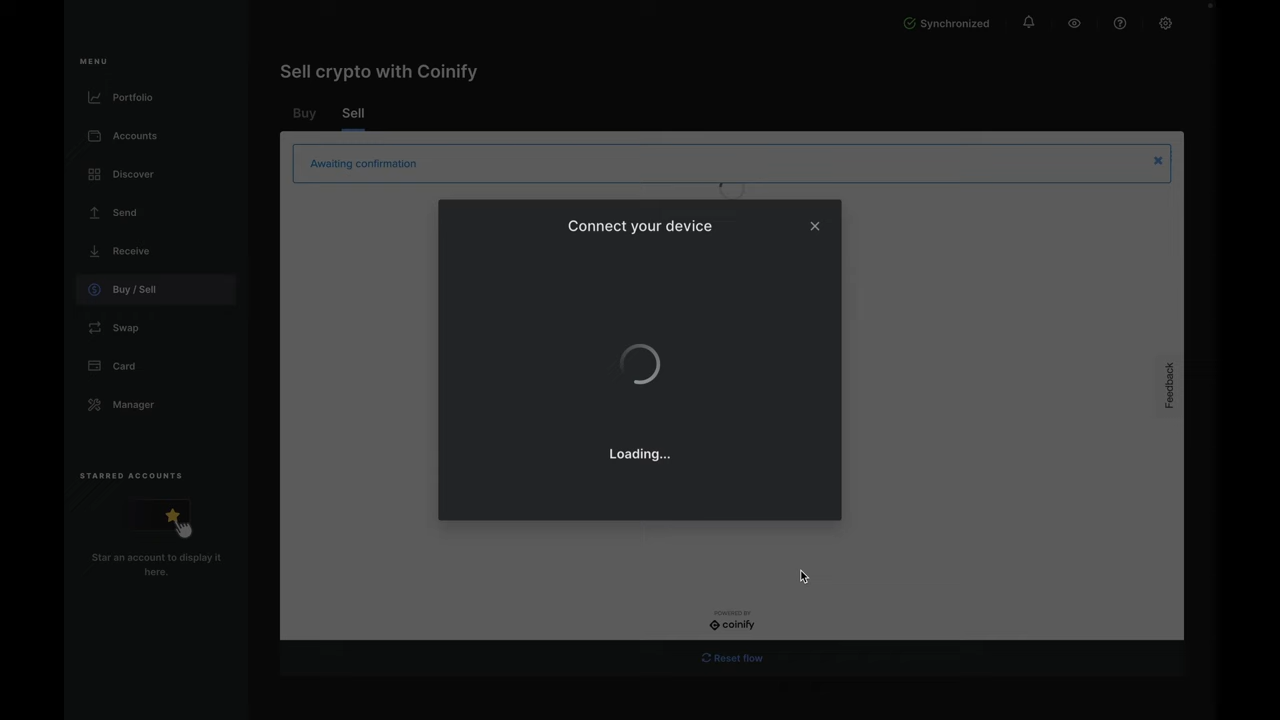 Synchronized
MENU
Portfolio
Accounts
Discover
Send
Receive
Buy / Sell
Swap
Card
Manager
STARRED ACCOUNTS
Star an account to display it
here.
Sell crypto with Coinify
Buy
Sell
Awaiting confirmation
Connect your device
Loading...
Feedback
POWERED BY
coinify
Reset flow